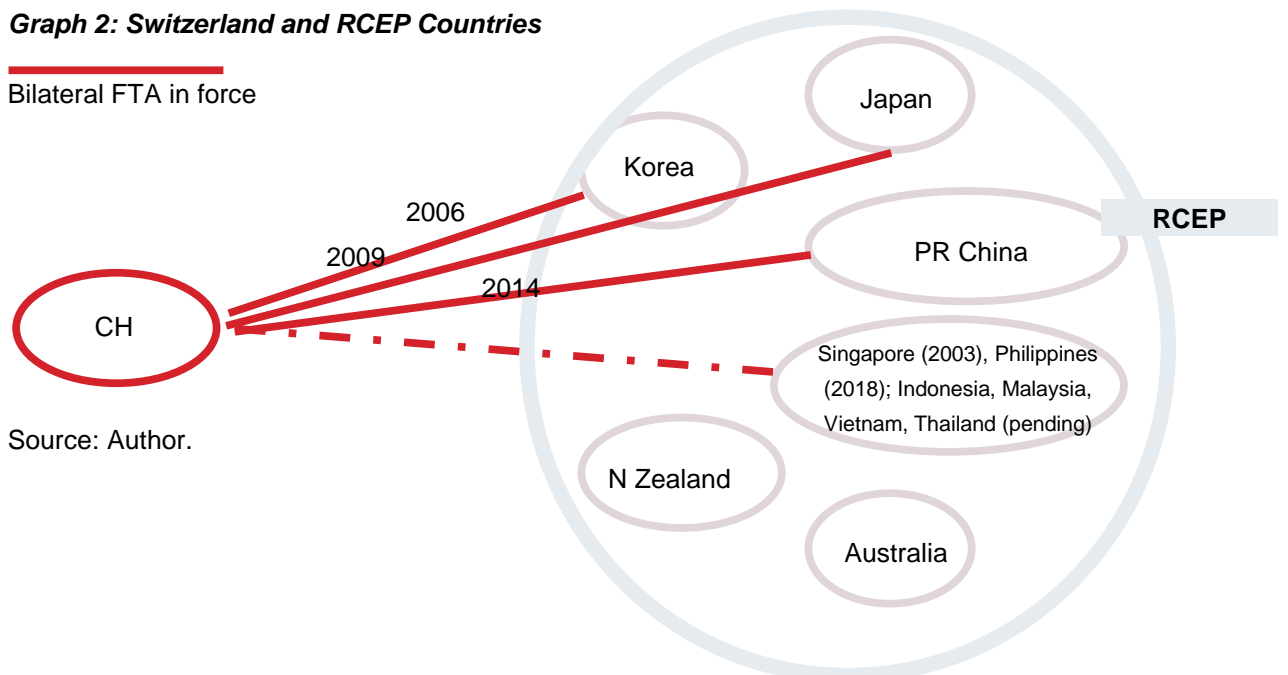 Graph 2: Switzerland and RCEP Countries
Bilateral FTA in force
Japan
Korea
2006
RCEP
2009
PR China
2014
CH
Singapore (2003), Philippines
(2018); Indonesia, Malaysia,
Vietnam, Thailand (pending)
Source: Author.
N Zealand
Australia